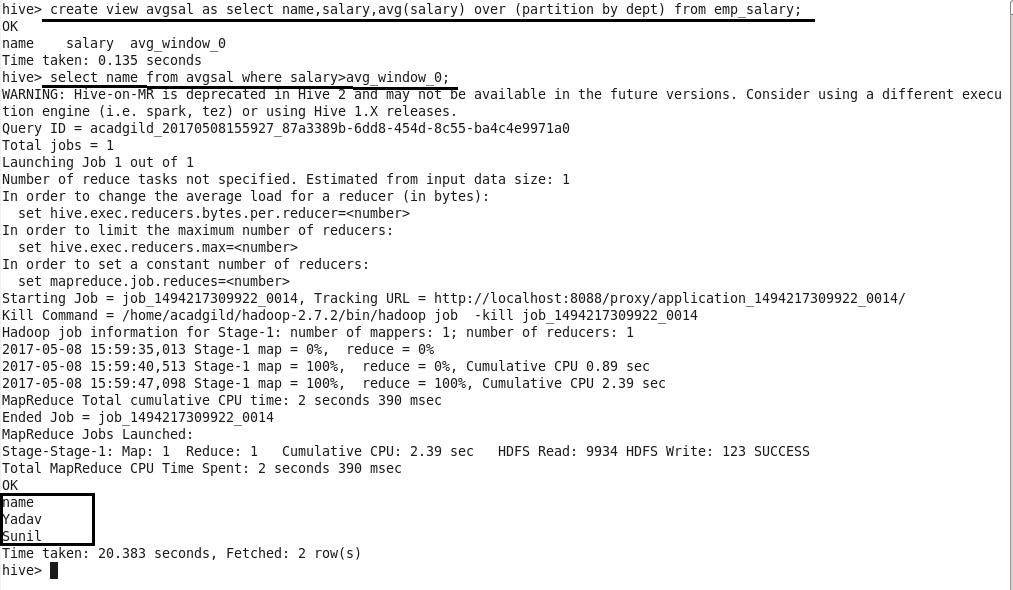 hive> create view avgsal as select name,salary,avg(salary) over (partition by dept) from emp_salary;
OK
name    salary  avg_window_0
Time taken: 0.135 seconds
hive> select name from avgsal where salary>avg_window_0;
WARNING: Hive-on-MR is deprecated in Hive 2 and may not be available in the future versions. Consider using a different execu
tion engine (i.e. spark, tez) or using Hive 1.X releases.
Query ID = acadgild_20170508155927_87a3389b-6dd8-454d-8c55-ba4c4e9971a0
Total jobs = 1
Launching Job 1 out of 1
Number of reduce tasks not specified. Estimated from input data size: 1
In order to change the average load for a reducer (in bytes):
  set hive.exec.reducers.bytes.per.reducer=<number>
In order to limit the maximum number of reducers:
  set hive.exec.reducers.max=<number>
In order to set a constant number of reducers:
  set mapreduce.job.reduces=<number>
Starting Job = job_1494217309922_0014, Tracking URL = http://localhost:8088/proxy/application_1494217309922_0014/
Kill Command = /home/acadgild/hadoop-2.7.2/bin/hadoop job  -kill job_1494217309922_0014
Hadoop job information for Stage-1: number of mappers: 1; number of reducers: 1
2017-05-08 15:59:35,013 Stage-1 map = 0%,  reduce = 0%
2017-05-08 15:59:40,513 Stage-1 map = 100%,  reduce = 0%, Cumulative CPU 0.89 sec
2017-05-08 15:59:47,098 Stage-1 map = 100%,  reduce = 100%, Cumulative CPU 2.39 sec
MapReduce Total cumulative CPU time: 2 seconds 390 msec
Ended Job = job_1494217309922_0014
MapReduce Jobs Launched:
Stage-Stage-1: Map: 1  Reduce: 1   Cumulative CPU: 2.39 sec   HDFS Read: 9934 HDFS Write: 123 SUCCESS
Total MapReduce CPU Time Spent: 2 seconds 390 msec
OK
name
Yadav
Sunil
Time taken: 20.383 seconds, Fetched: 2 row(s)
hive>